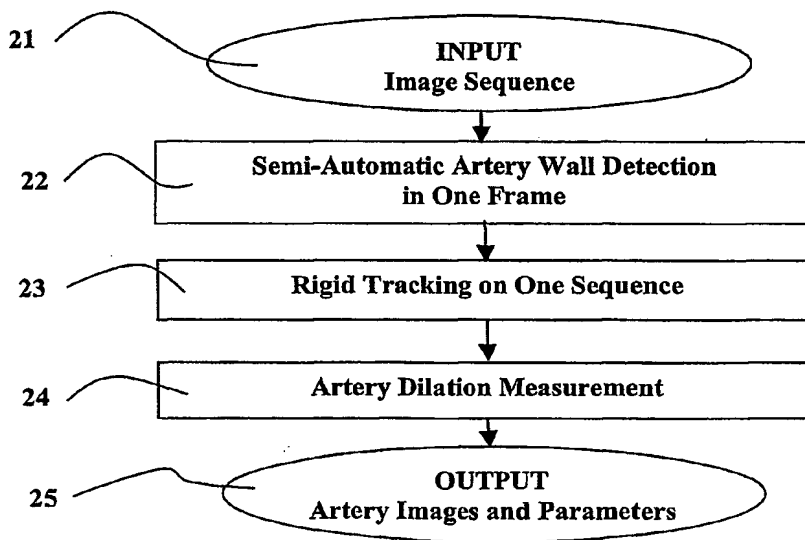 21
INPUT
Image Sequence
22
Semi-Automatic Artery Wall Detection
in One Frame
23
Rigid Tracking on One Sequence
24
Artery Dilation Measurement
25
OUTPUT
Artery Images and Parameters